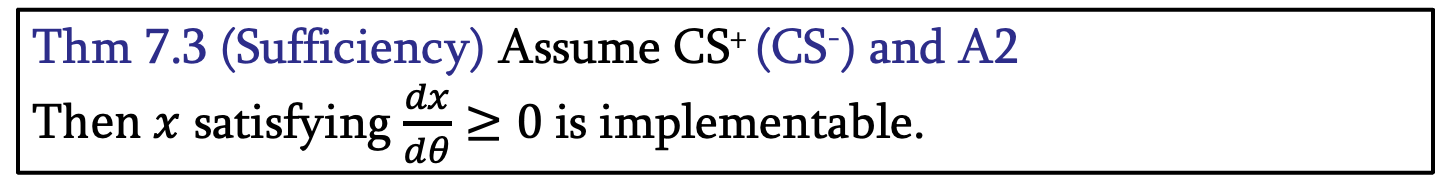 Thm 7.3 (Sufficiency) Assume CS⁺ (CS⁻) and A2
Then x satisfying dx/dθ ≥ 0 is implementable.